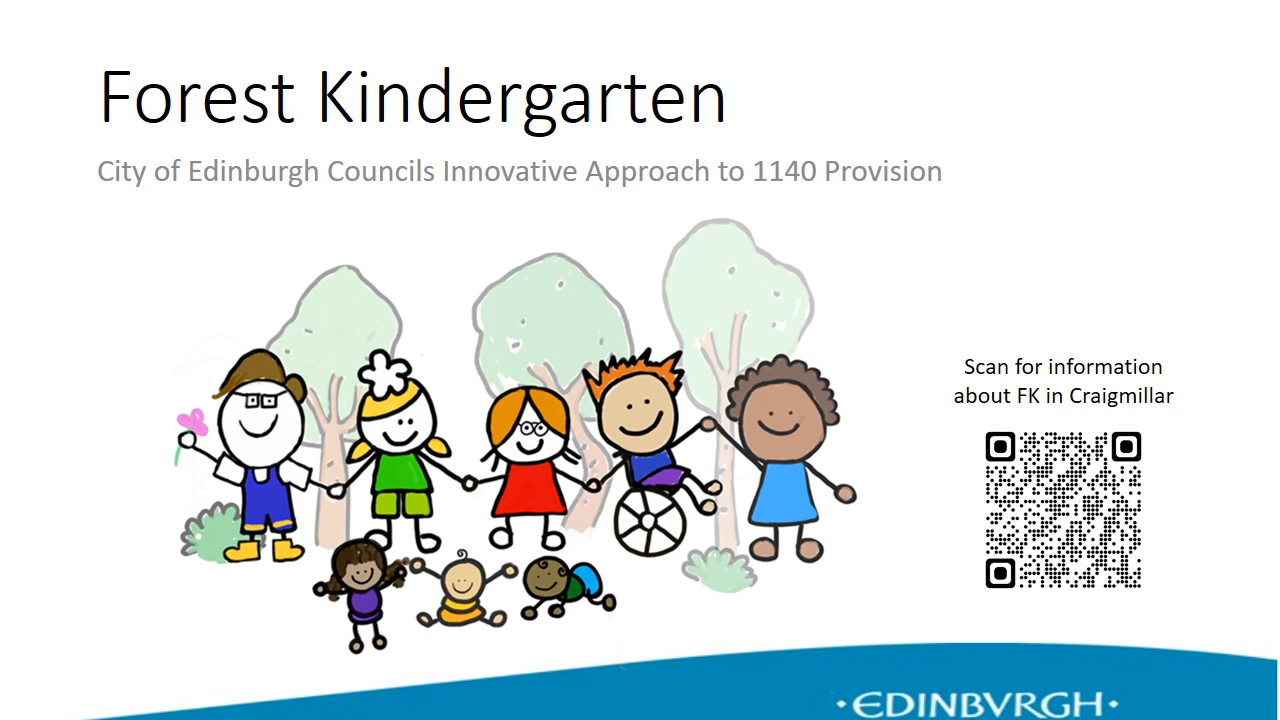 Forest Kindergarten
City of Edinburgh Councils Innovative Approach to 1140 Provision
Scan for information
about FK in Craigmillar
·EDINBVRGH·